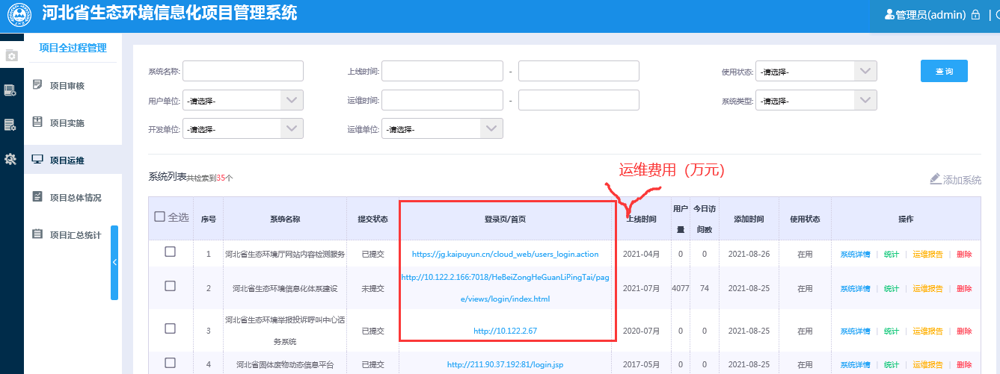 河北省生态环境信息化项目管理系统
管理员(admin)
项目全过程管理
项目审核
项目实施
项目运维
项目总体情况
项目汇总统计
系统名称:
上线时间:
-
使用状态: -请选择-
查 询
用户单位: -请选择-
运维时间:
-
系统类型: -请选择-
开发单位: -请选择-
运维单位: -请选择-
运维费用（万元）
系统列表共检索到35个
添加系统
全选 序号 系统名称 提交状态 登录页/首页 上线时间 用户量 今日访问数 添加时间 使用状态 操作
1 河北省生态环境厅网站内容检测服务 已提交 https://jg.kaipuyun.cn/cloud_web/users_login.action 2021-04月 0 0 2021-08-26 在用 系统详情 | 统计 | 运维报告 | 删除
2 河北省生态环境信息化体系建设 未提交 http://10.122.2.166:7018/HeBeiZongHeGuanLiPingTai/page/views/login/index.html 2021-07月 4077 74 2021-08-25 在用 系统详情 | 统计 | 运维报告 | 删除
3 河北省生态环境举报投诉呼叫中心话务系统 已提交 http://10.122.2.67 2020-07月 0 0 2021-08-25 在用 系统详情 | 统计 | 运维报告 | 删除
4 河北省固体废物动态信息平台 已提交 http://211.90.37.192:81/login.jsp 2017-05月 0 0 2021-08-25 在用 系统详情 | 统计 | 运维报告 | 删除